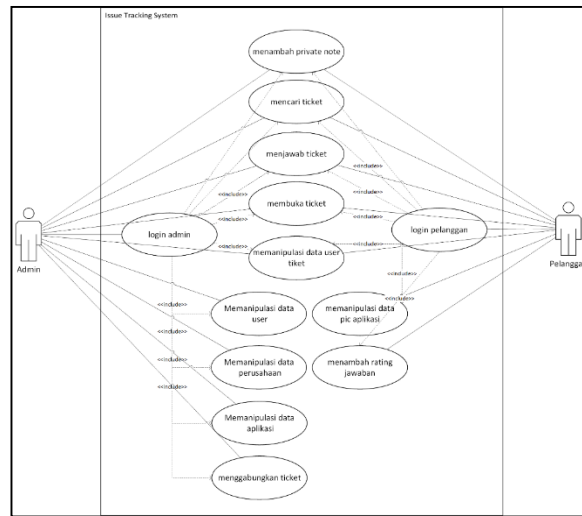 Issue Tracking System
menambah private note
mencari ticket
menjawab ticket
<<include>>
<<include>>
<<include>>
membuka ticket
<<include>>
login admin
login pelanggan
<<include>>
<<include>>
memanipulasi data user
tiket
Admin
Pelangga
<<include>>
<<include>>
Memanipulasi data
user
memanipulasi data
pic aplikasi
<<include>>
Memanipulasi data
perusahaan
menambah rating
jawaban
<<include>>
Memanipulasi data
aplikasi
menggabungkan ticket